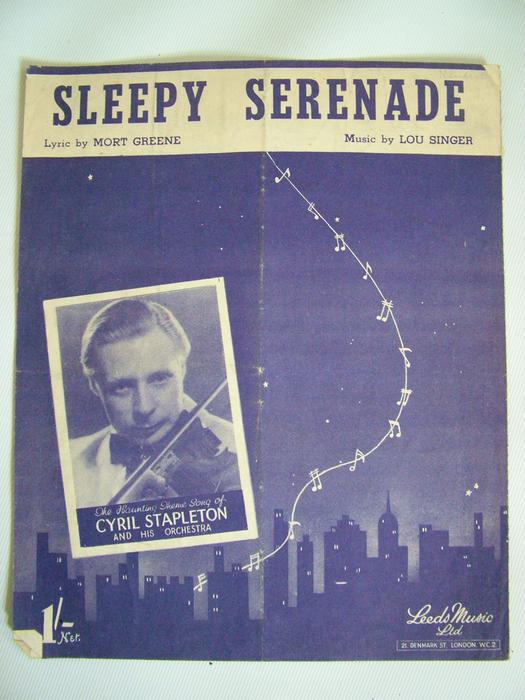 SLEEPY SERENADE
Lyric by MORT GREENE
Music by LOU SINGER
The Haunting Theme Song of
CYRIL STAPLETON
AND HIS ORCHESTRA
1/- Net.
Leeds Music
Ltd
21, DENMARK ST. LONDON. W.C.2